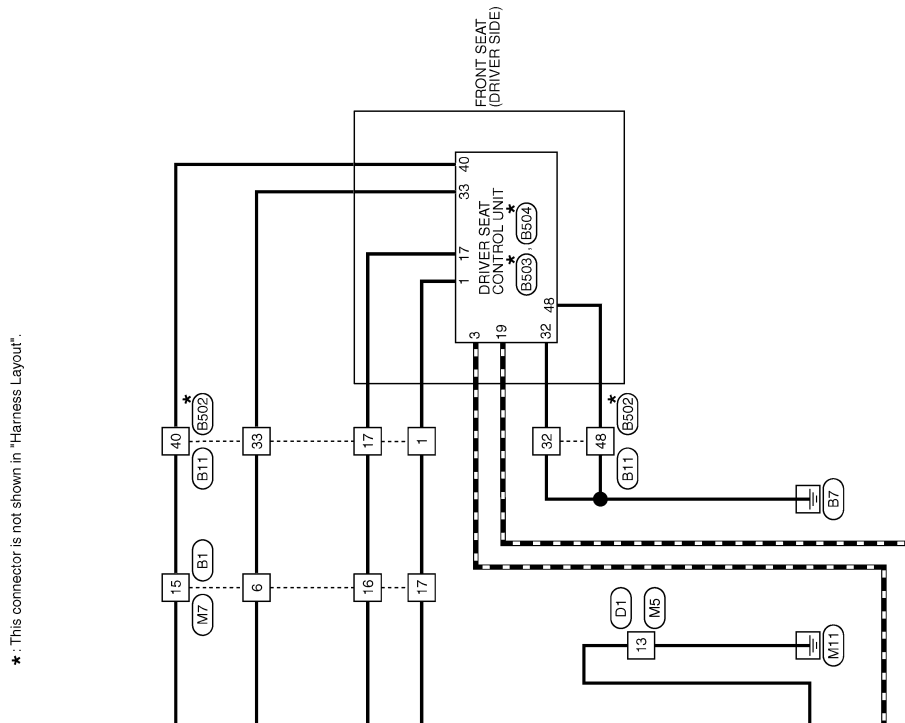 * : This connector is not shown in "Harness Layout".
FRONT SEAT
(DRIVER SIDE)
DRIVER SEAT
CONTROL UNIT
* *
B503 , B504
40
33
17
1
3
19
32
48
40
33
17
1
*
B502
B11
32
48
*
B502
B11
B7
15
6
16
17
B1
M7
D1
M5
13
M11